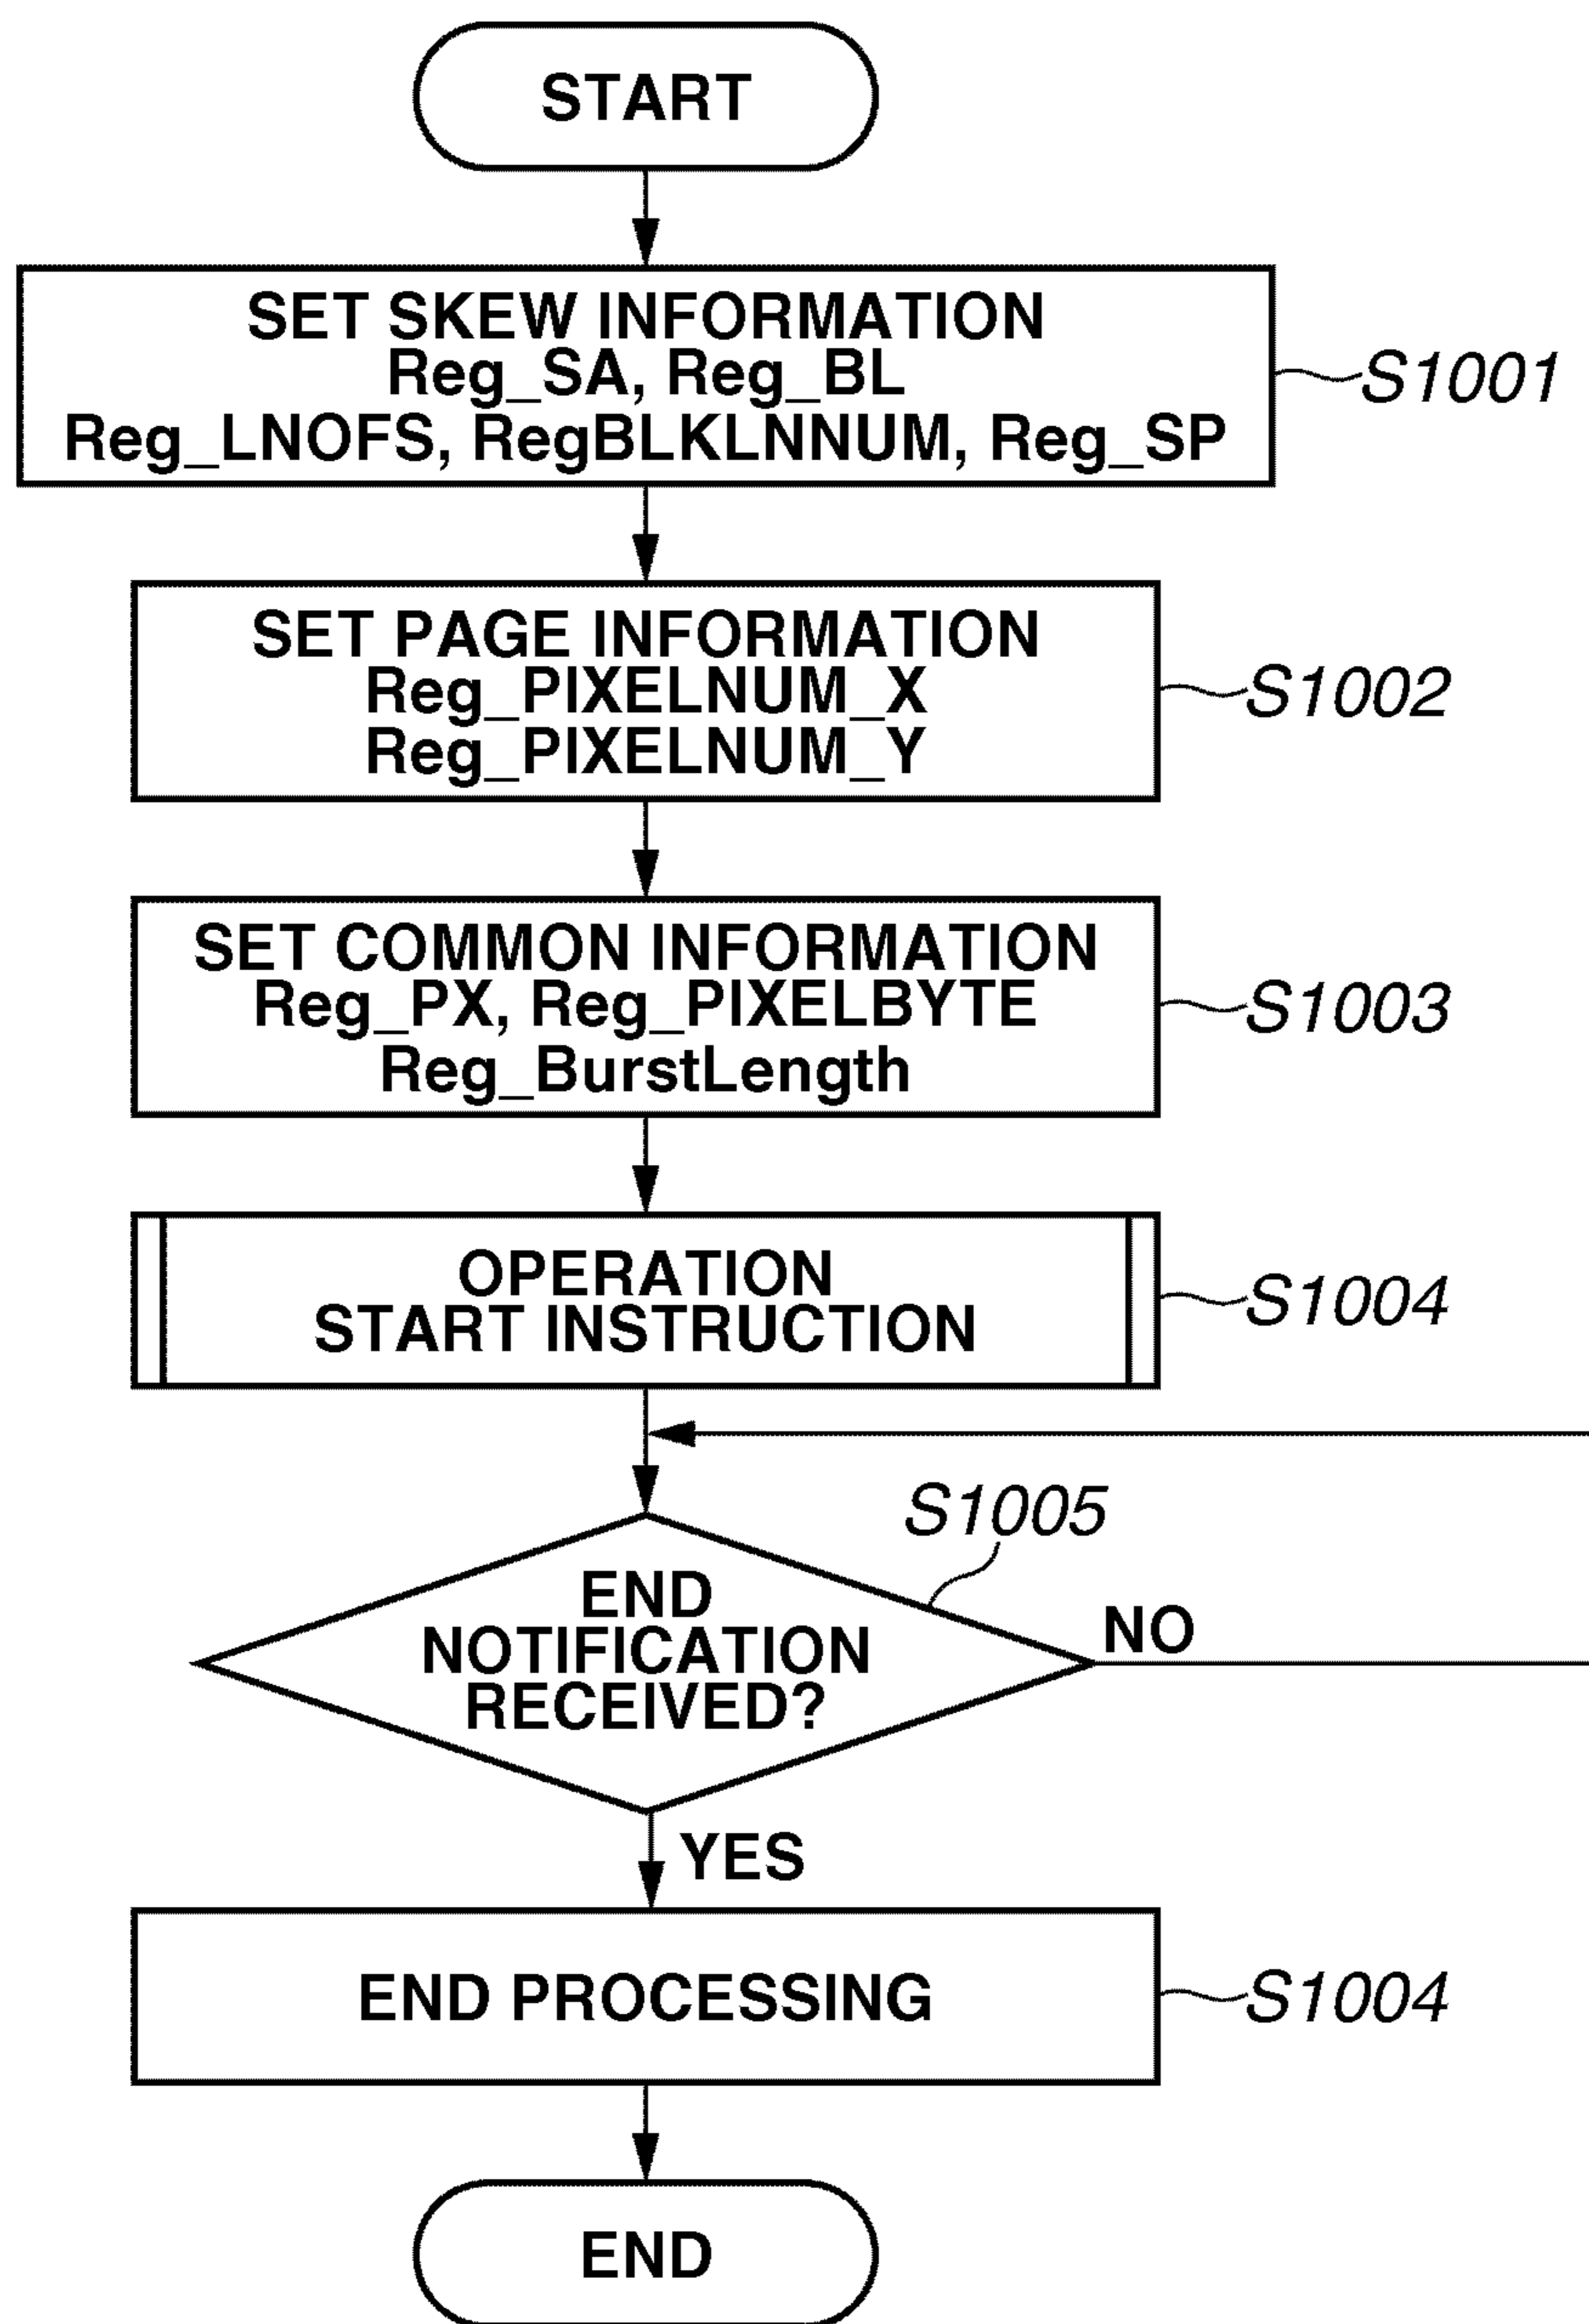 START
SET SKEW INFORMATION
Reg_SA, Reg_BL
Reg_LNOFS, RegBLKLNNUM, Reg_SP
S1001
SET PAGE INFORMATION
Reg_PIXELNUM_X
Reg_PIXELNUM_Y
S1002
SET COMMON INFORMATION
Reg_PX, Reg_PIXELBYTE
Reg_BurstLength
S1003
OPERATION
START INSTRUCTION
S1004
S1005
END
NOTIFICATION
RECEIVED?
NO
YES
END PROCESSING
S1004
END